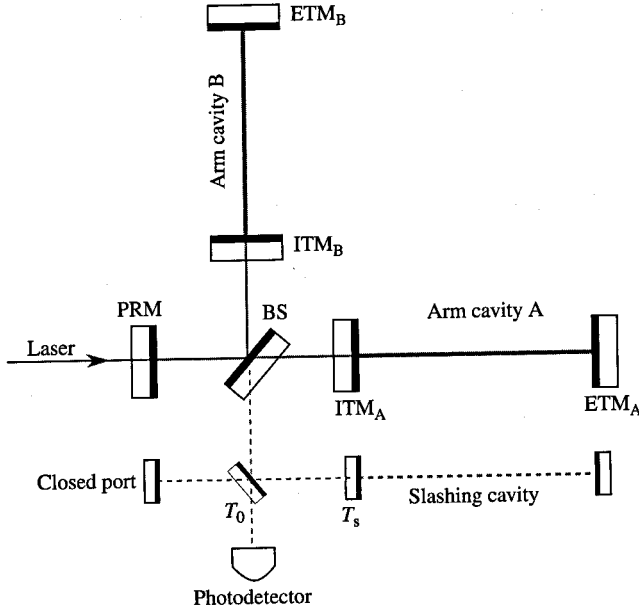 ETM_B
Arm cavity B
ITM_B
PRM
BS
Arm cavity A
Laser
ITM_A
ETM_A
Closed port
T_0
T_s
Slashing cavity
Photodetector